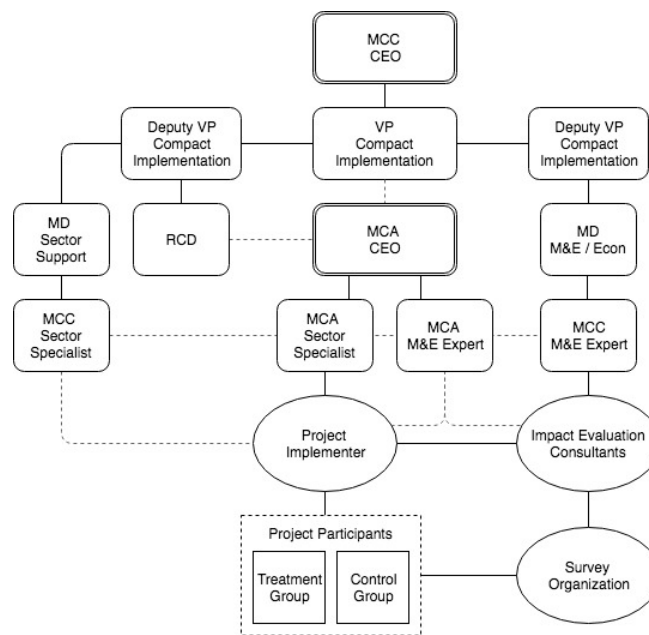 MCC
CEO
Deputy VP
Compact
Implementation
VP
Compact
Implementation
Deputy VP
Compact
Implementation
MD
Sector
Support
RCD
MCA
CEO
MD
M&E / Econ
MCC
Sector
Specialist
MCA
Sector
Specialist
MCA
M&E Expert
MCC
M&E Expert
Project
Implementer
Impact Evaluation
Consultants
Project Participants
Treatment
Group
Control
Group
Survey
Organization